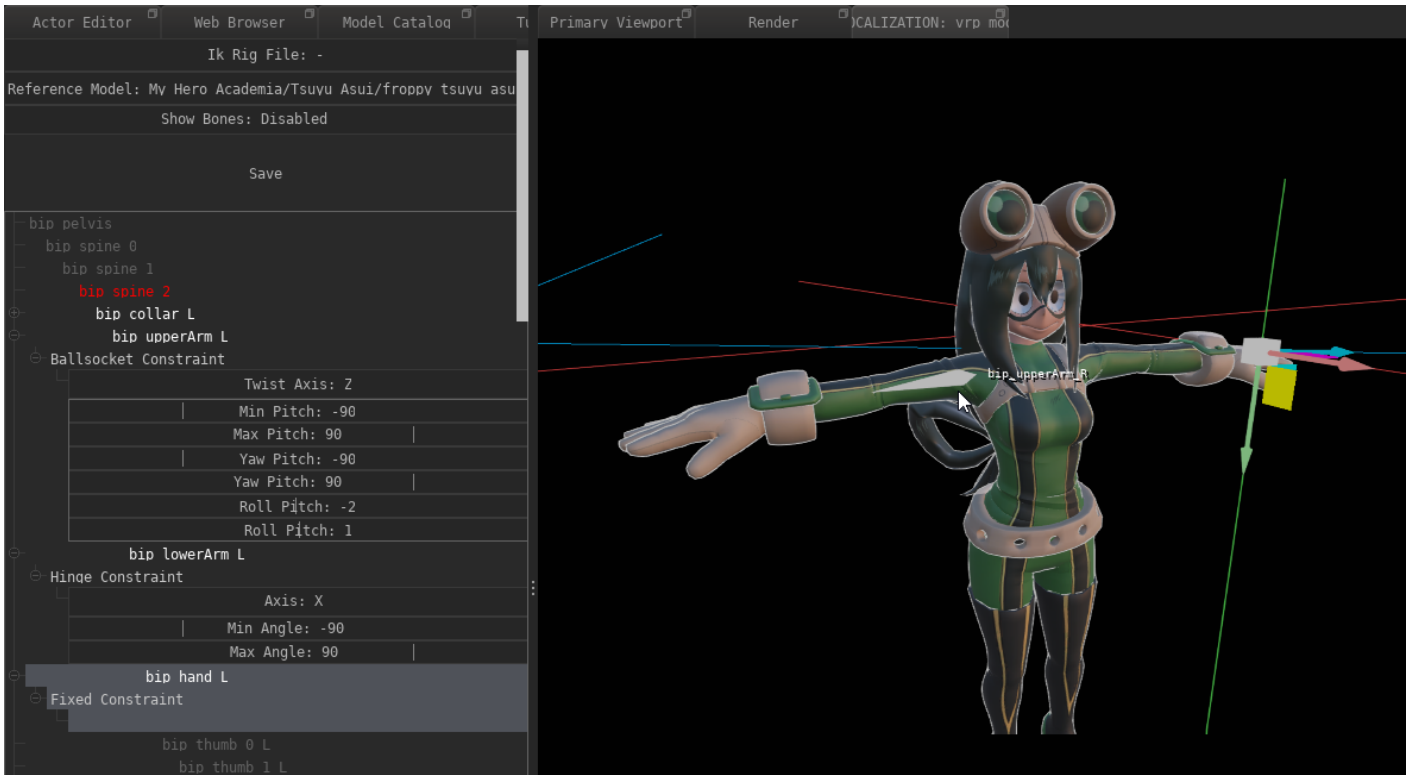 Actor Editor
Web Browser
Model Catalog
Primary Viewport
Render
CALIZATION: vrp
Ik Rig File: -
Reference Model: My Hero Academia/Tsuyu Asui/froppy tsuyu asu
Show Bones: Disabled
Save
bip pelvis
bip spine 0
bip spine 1
bip spine 2
bip collar L
bip upperArm L
Ballsocket Constraint
Twist Axis: Z
Min Pitch: -90
Max Pitch: 90
Yaw Pitch: -90
Yaw Pitch: 90
Roll Pitch: -2
Roll Pitch: 1
bip lowerArm L
Hinge Constraint
Axis: X
Min Angle: -90
Max Angle: 90
bip hand L
Fixed Constraint
bip thumb 0 L
bip thumb 1 L
bip_upperArm_R